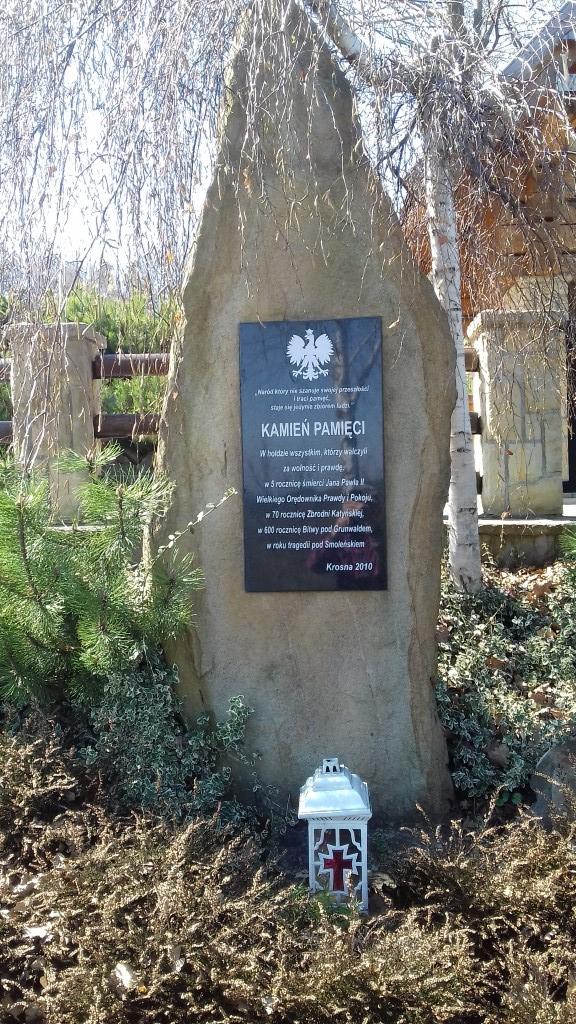 „Naród który nie szanuje swojej przeszłości
i traci pamięć,
staje się jedynie zbiorem ludzi."
KAMIEŃ PAMIĘCI
W hołdzie wszystkim, którzy walczyli
za wolność i prawdę,
w 5 rocznicę śmierci Jana Pawła II
Wielkiego Orędownika Prawdy i Pokoju,
w 70 rocznicę Zbrodni Katyńskiej,
w 600 rocznicę Bitwy pod Grunwaldem,
w roku tragedii pod Smoleńskiem
Krosna 2010